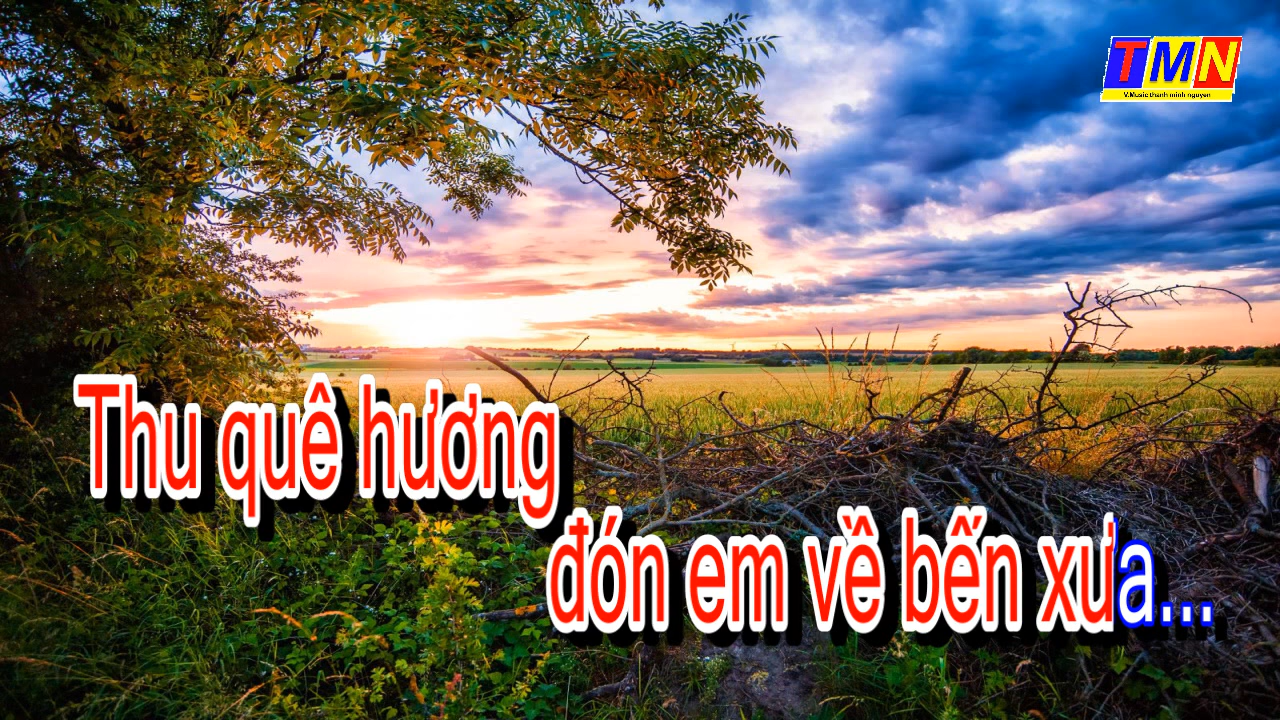 TMN
V.Music thanh minh nguyen
Thu quê hương
đón em về bến xưa...